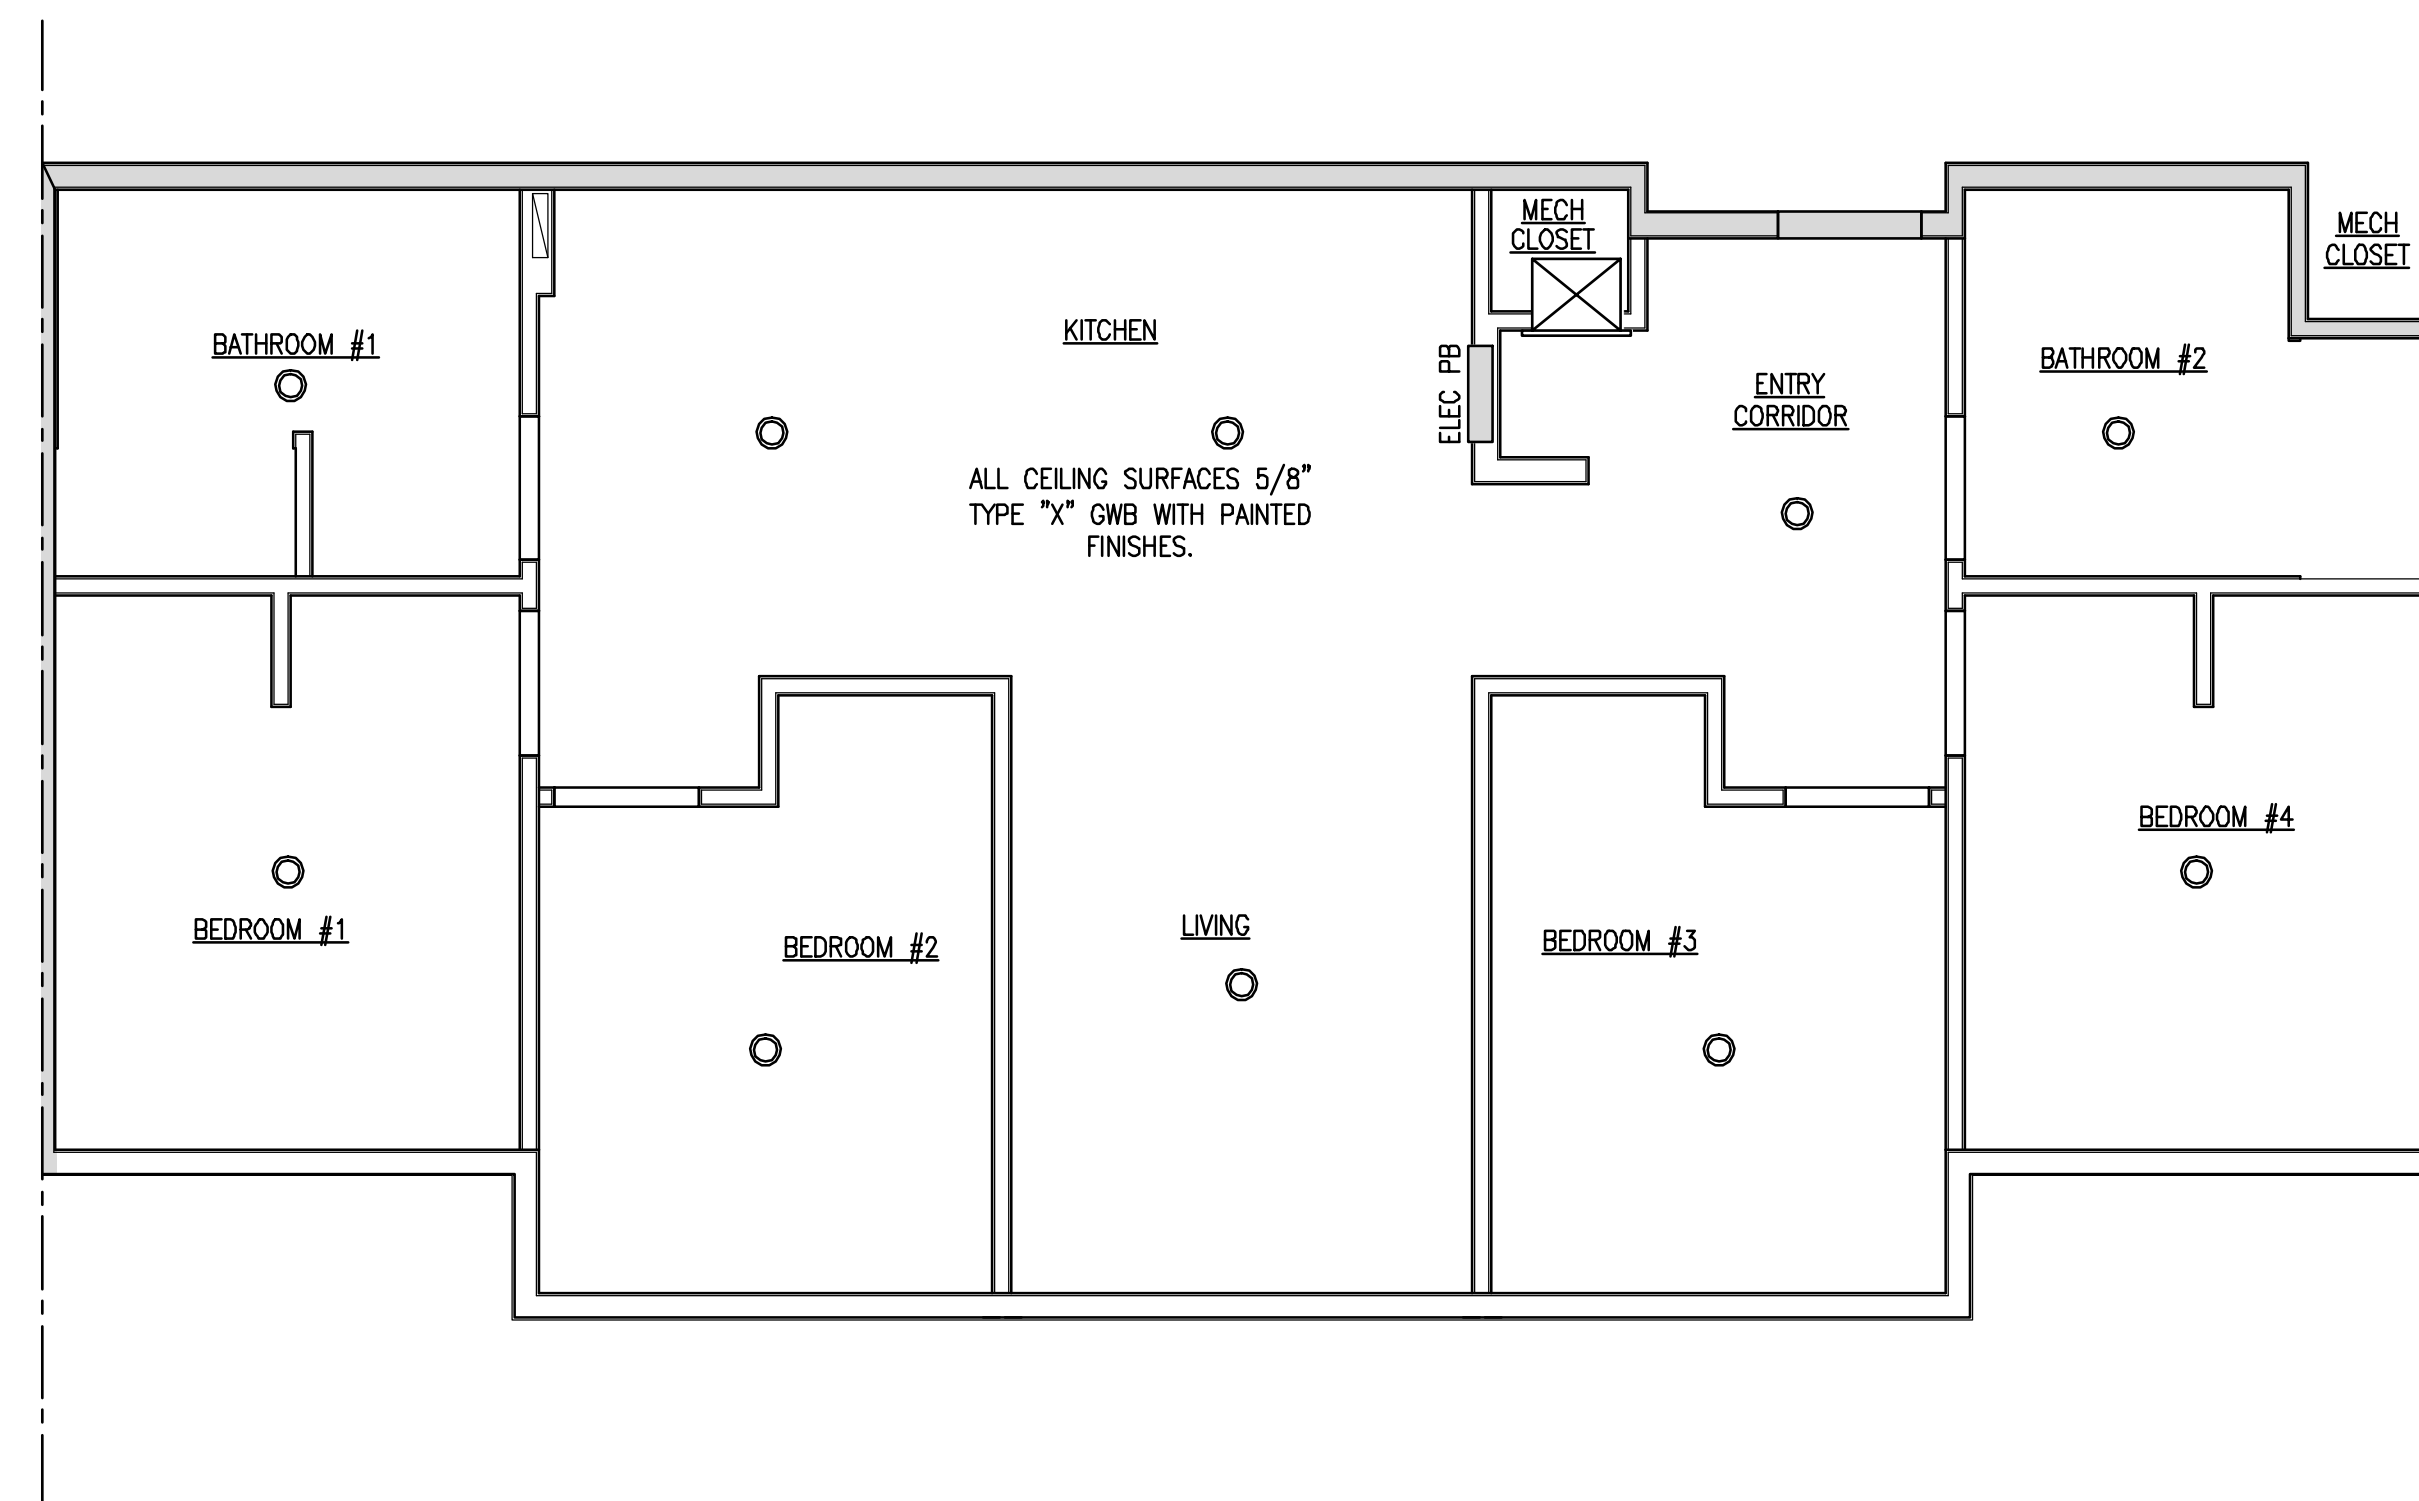 MECH
CLOSET
MECH
CLOSET
BATHROOM #1
KITCHEN
ELEC PB
ENTRY
CORRIDOR
BATHROOM #2
ALL CEILING SURFACES 5/8"
TYPE "X" GWB WITH PAINTED
FINISHES.
BEDROOM #4
BEDROOM #1
BEDROOM #2
LIVING
BEDROOM #3